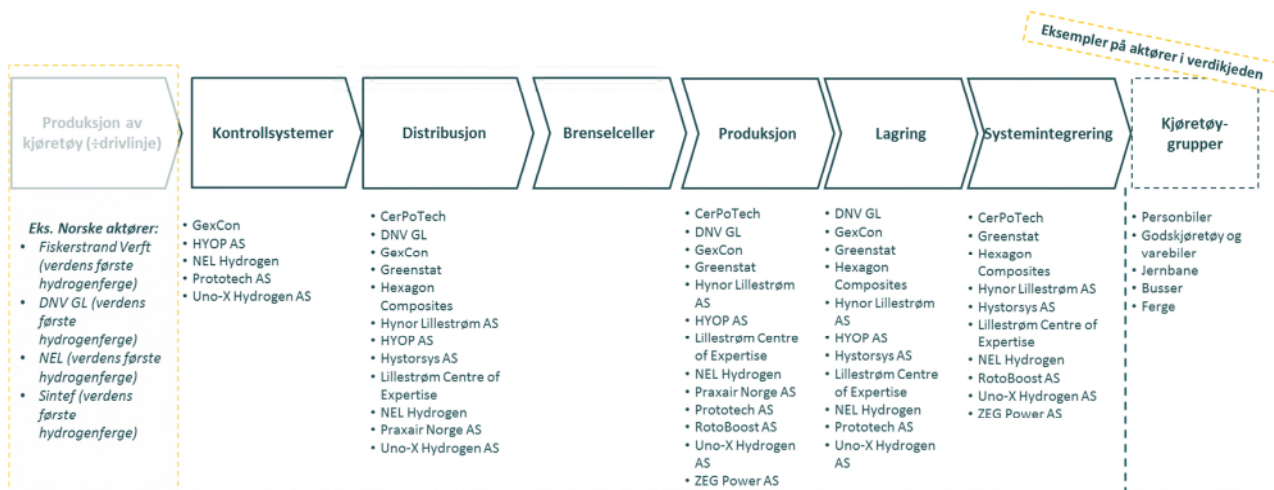 Eksempler på aktører i verdikjeden
Produksjon av
kjøretøy (÷drivlinje)
Kontrollsystemer
Distribusjon
Brenselceller
Produksjon
Lagring
Systemintegrering
Kjøretøy-
grupper
Eks. Norske aktører:
• Fiskerstrand Verft
(verdens første
hydrogenferge)
• DNV GL (verdens
første
hydrogenferge)
• NEL (verdens første
hydrogenferge)
• Sintef (verdens
første
hydrogenferge)
• GexCon
• HYOP AS
• NEL Hydrogen
• Prototech AS
• Uno-X Hydrogen AS
• CerPoTech
• DNV GL
• GexCon
• Greenstat
• Hexagon
Composites
• Hynor Lillestrøm AS
• HYOP AS
• Hystorsys AS
• Lillestrøm Centre of
Expertise
• NEL Hydrogen
• Praxair Norge AS
• Uno-X Hydrogen AS
• CerPoTech
• DNV GL
• GexCon
• Greenstat
• Hynor Lillestrøm
AS
• HYOP AS
• Lillestrøm Centre
of Expertise
• NEL Hydrogen
• Praxair Norge AS
• Prototech AS
• RotoBoost AS
• Uno-X Hydrogen
AS
• ZEG Power AS
• DNV GL
• GexCon
• Greenstat
• Hexagon
Composites
• Hynor Lillestrøm
AS
• HYOP AS
• Hystorsys AS
• Lillestrøm Centre
of Expertise
• NEL Hydrogen
• Prototech AS
• Uno-X Hydrogen
AS
• CerPoTech
• Greenstat
• Hexagon
Composites
• Hynor Lillestrøm AS
• Hystorsys AS
• Lillestrøm Centre of
Expertise
• NEL Hydrogen
• RotoBoost AS
• Uno-X Hydrogen AS
• ZEG Power AS
• Personbiler
• Godskjøretøy og
varebiler
• Jernbane
• Busser
• Ferge